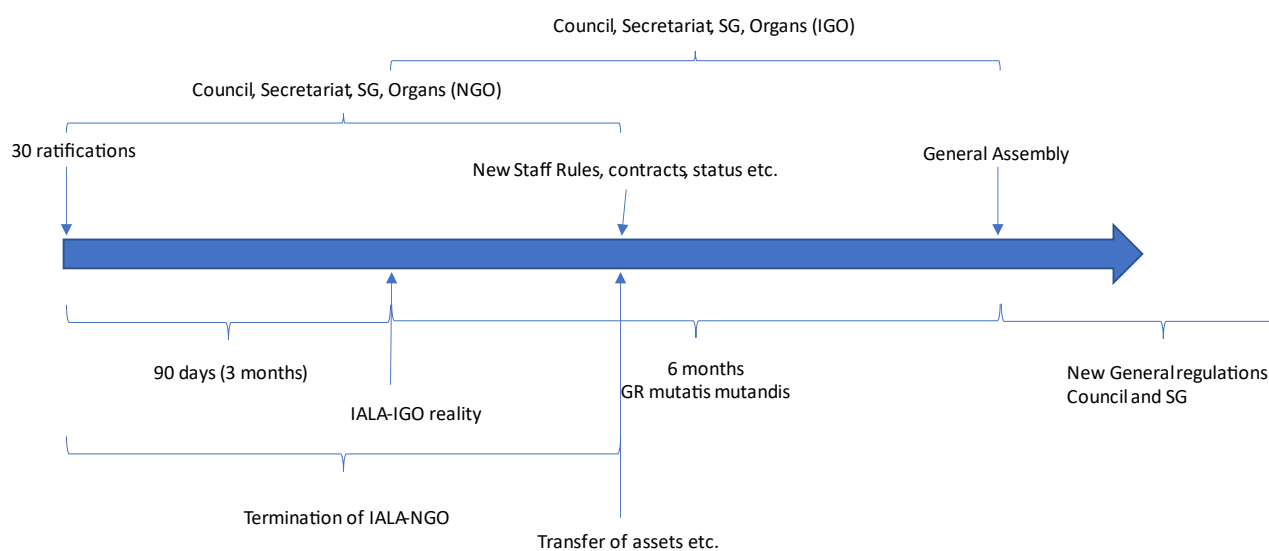 Council, Secretariat, SG, Organs (IGO)
Council, Secretariat, SG, Organs (NGO)
30 ratifications
General Assembly
New Staff Rules, contracts, status etc.
90 days (3 months)
6 months
GR mutatis mutandis
New General regulations
Council and SG
IALA-IGO reality
Termination of IALA-NGO
Transfer of assets etc.